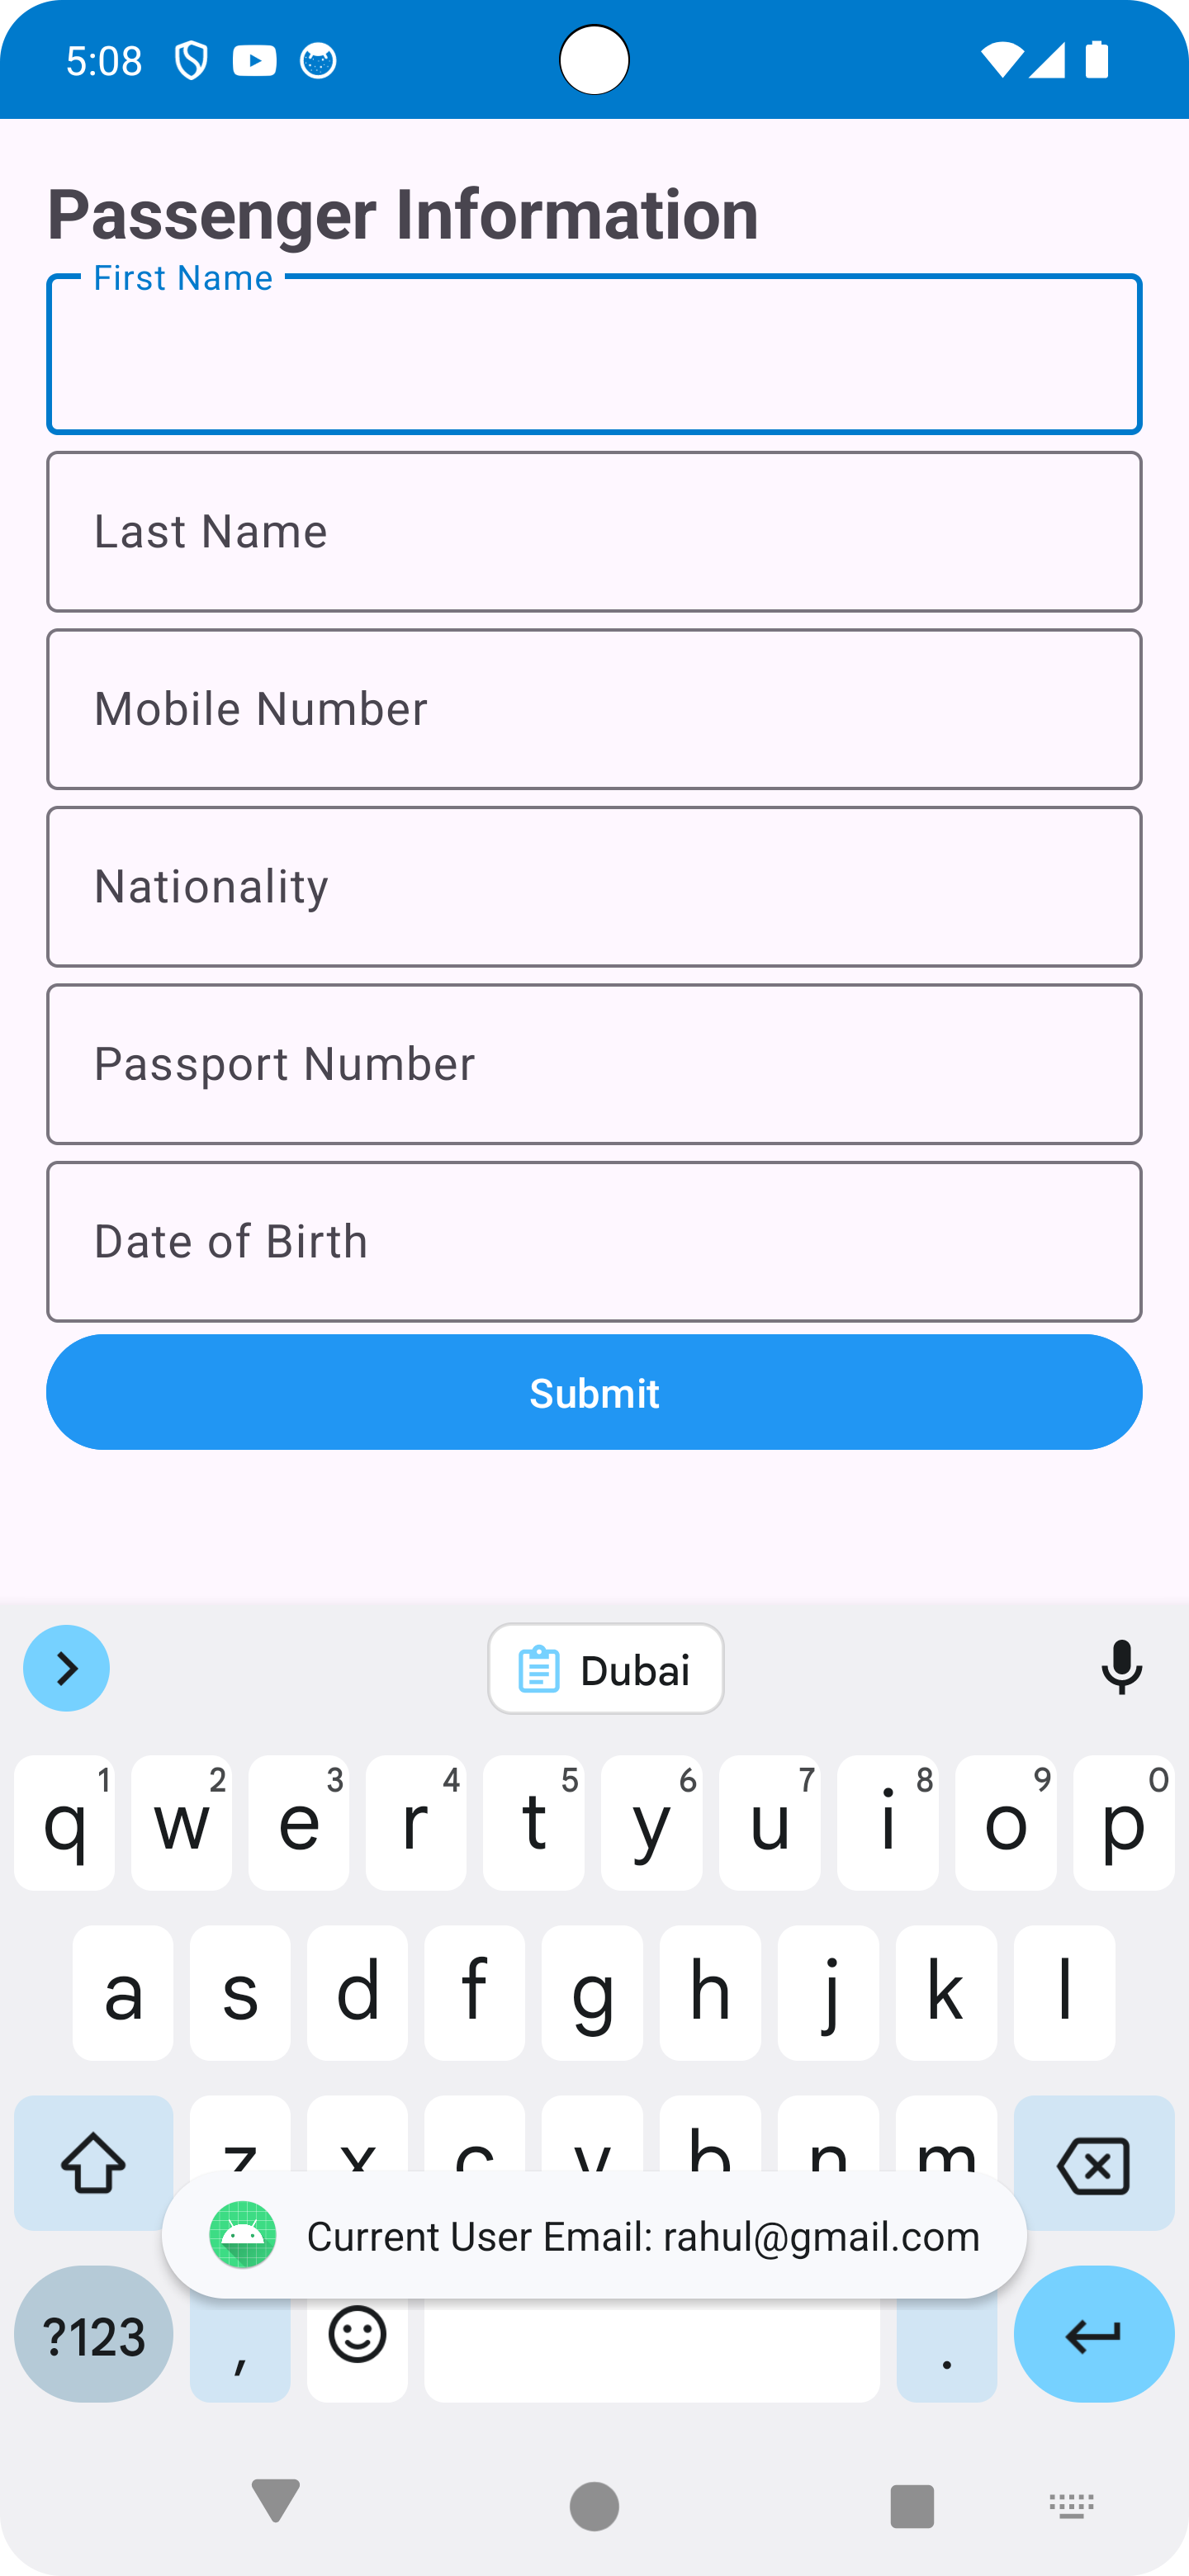 5:08
Passenger Information
First Name
Last Name
Mobile Number
Nationality
Passport Number
Date of Birth
Submit
Dubai
1 2 3 4 5 6 7 8 9 0
q w e r t y u i o p
a s d f g h j k l
z x c v b n m
Current User Email: rahul@gmail.com
?123 , .